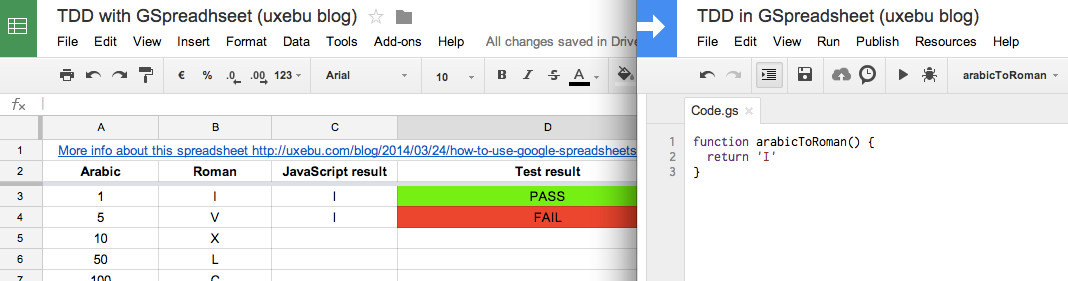 TDD with GSpreadhseet (uxebu blog)
File Edit View Insert Format Data Tools Add-ons Help All changes saved in Drive
€ % .0 .00 123 Arial 10 B I S A
fx
A B C D
1 More info about this spreadsheet http://uxebu.com/blog/2014/03/24/how-to-use-google-spreadsheets
2 Arabic Roman JavaScript result Test result
3 1 I I PASS
4 5 V I FAIL
5 10 X
6 50 L
7 100 C
TDD in GSpreadsheet (uxebu blog)
File Edit View Run Publish Resources Help
arabicToRoman
Code.gs ×
1 function arabicToRoman() {
2 return 'I'
3 }